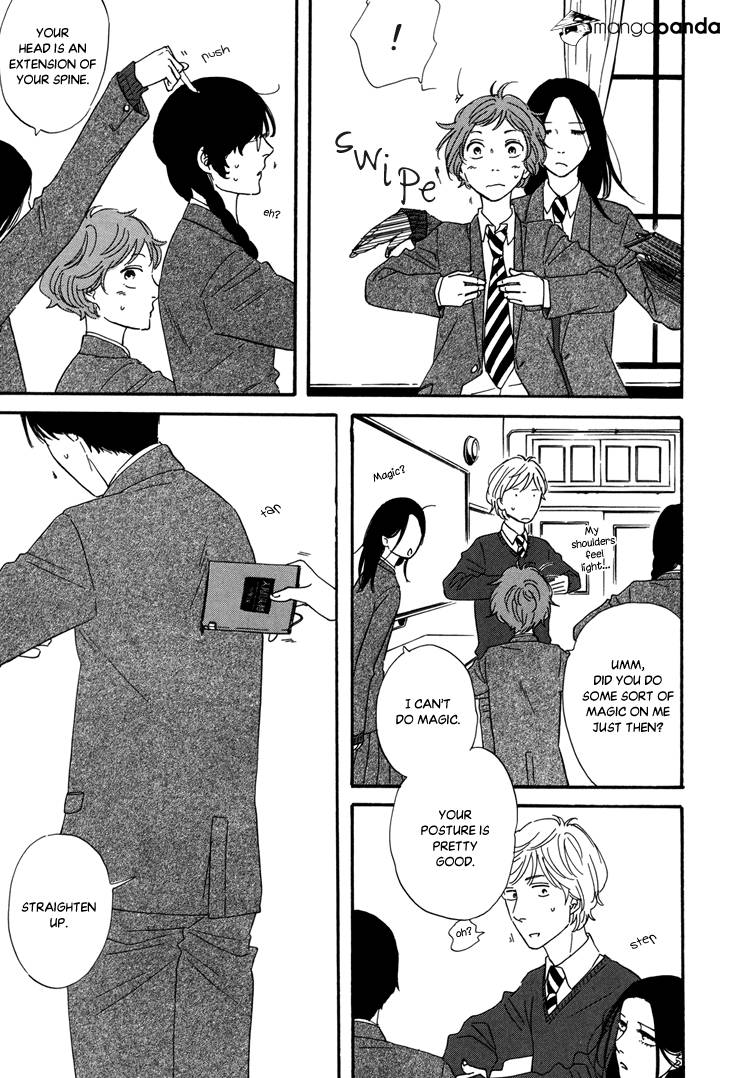 mangapanda
!
SWIPE
YOUR
HEAD IS AN
EXTENSION OF
YOUR SPINE.
push
eh?
My
shoulders
feel
light!..
UMM,
DID YOU DO
SOME SORT OF
MAGIC ON ME
JUST THEN?
Magic?
I CAN'T
DO MAGIC.
YOUR
POSTURE IS
PRETTY
GOOD.
oh?
step
tap
STRAIGHTEN
UP.